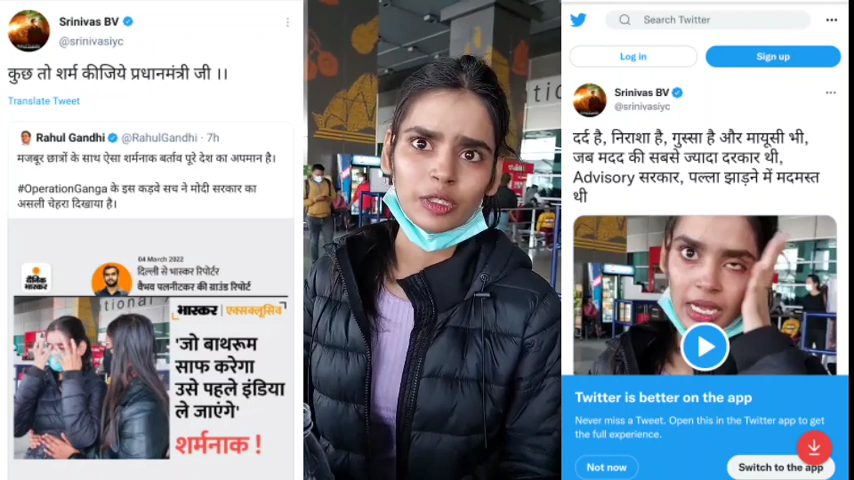 Srinivas BV
@srinivasiyc
कुछ तो शर्म कीजिये प्रधानमंत्री जी ।।
Translate Tweet
Rahul Gandhi @RahulGandhi · 7h
मजबूर छात्रों के साथ ऐसा शर्मनाक बर्ताव पूरे देश का अपमान है।
#OperationGanga के इस कड़वे सच ने मोदी सरकार का
असली चेहरा दिखाया है।
दैनिक
भास्कर
04 March 2022
दिल्ली से भास्कर रिपोर्टर
वैभव पलनीटकर की ग्राउंड रिपोर्ट
national
भास्कर एक्सक्लूसिव
'जो बाथरूम
साफ करेगा
उसे पहले इंडिया
ले जाएंगे'
शर्मनाक !
Search Twitter
Log in
Sign up
Srinivas BV
@srinivasiyc
दर्द है, निराशा है, गुस्सा है और मायूसी भी,
जब मदद की सबसे ज्यादा दरकार थी,
Advisory सरकार, पल्ला झाड़ने में मदमस्त
थी
Twitter is better on the app
Never miss a Tweet. Open this in the Twitter app to get
the full experience.
Not now
Switch to the app